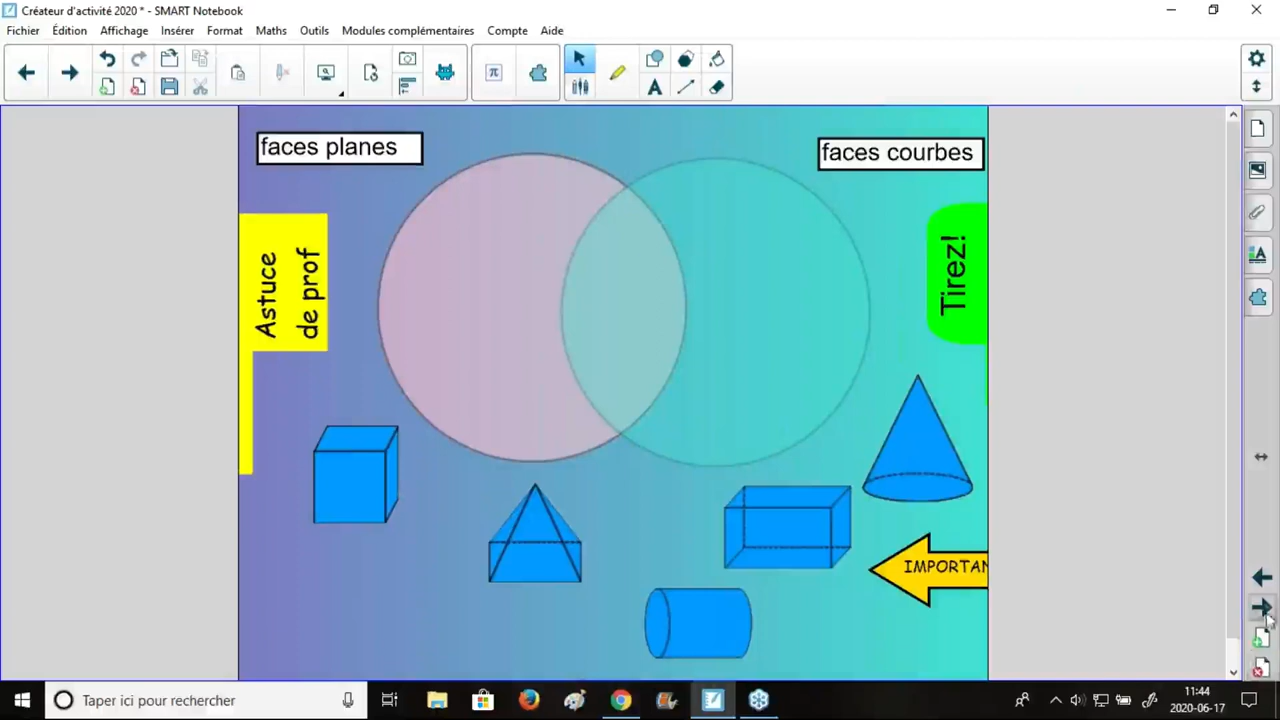 Créateur d'activité 2020 * - SMART Notebook
Fichier Édition Affichage Insérer Format Maths Outils Modules complémentaires Compte Aide
π
A
faces planes
faces courbes
Astuce
de prof
Tirez!
IMPORTAN
Taper ici pour rechercher
11:44
2020-06-17